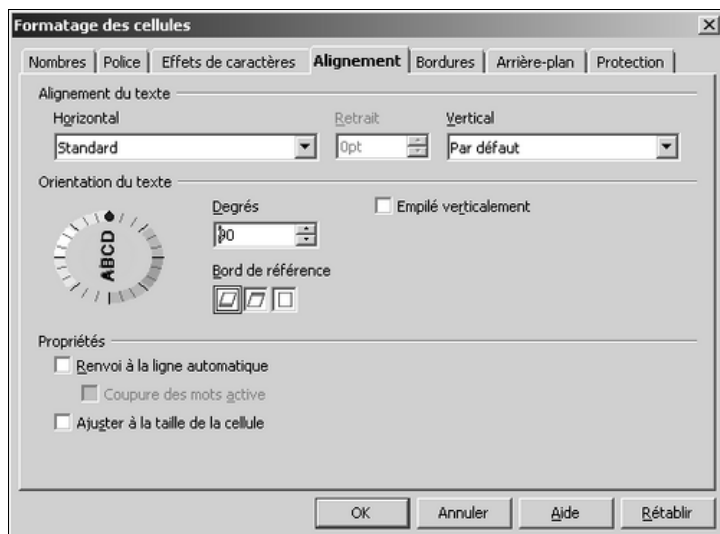 Formatage des cellules
Nombres Police Effets de caractères Alignement Bordures Arrière-plan Protection
Alignement du texte
Horizontal Retrait Vertical
Standard 0pt Par défaut
Orientation du texte
ABCD
Degrés
90
Empilé verticalement
Bord de référence
Propriétés
Renvoi à la ligne automatique
Coupure des mots active
Ajuster à la taille de la cellule
OK Annuler Aide Rétablir